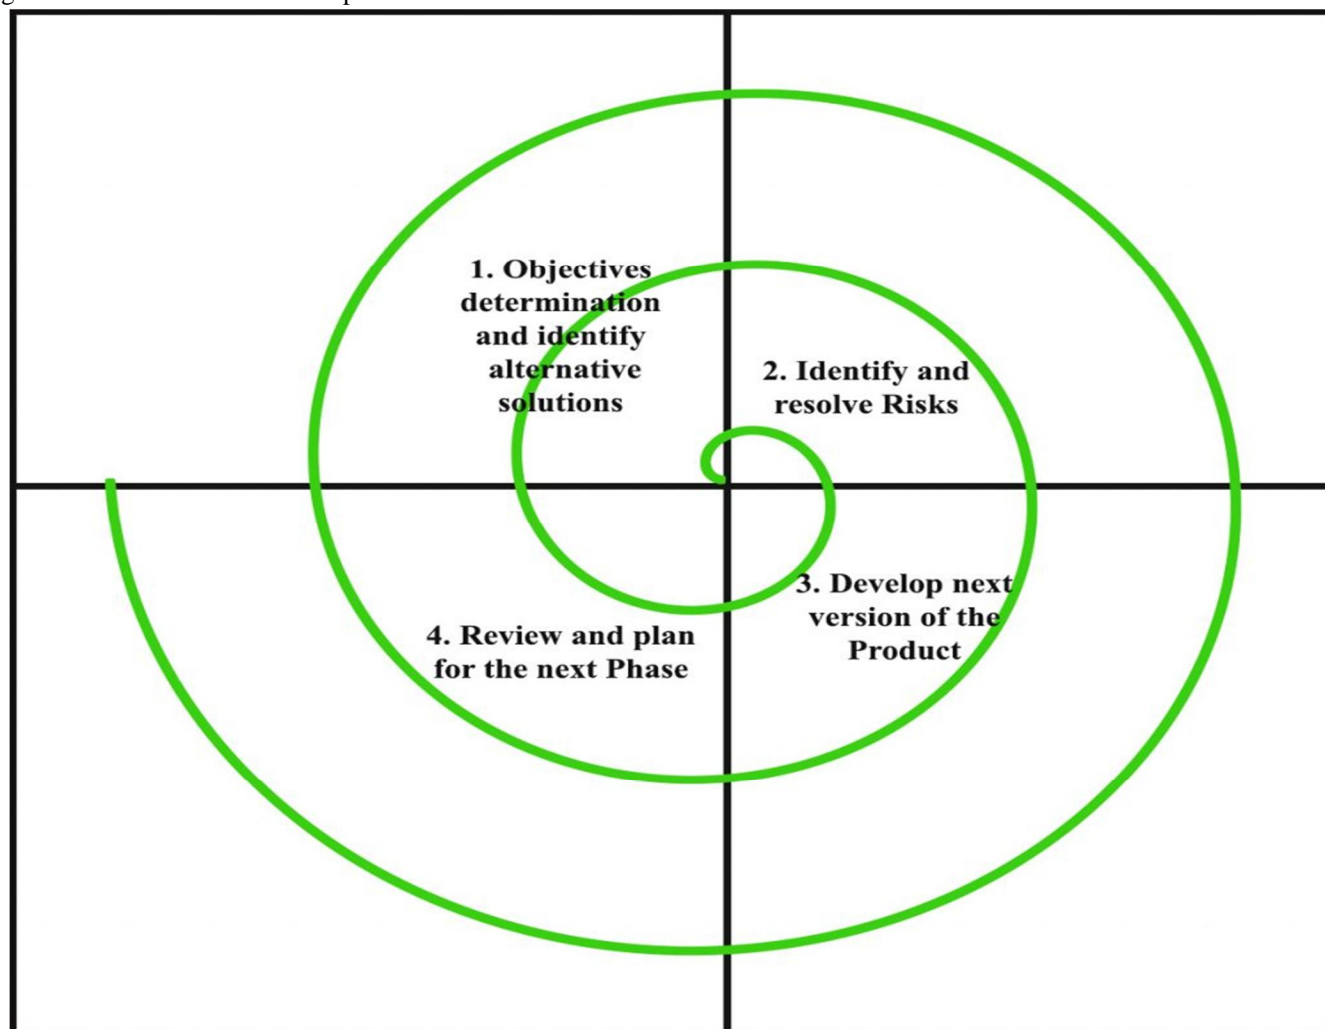 1. Objectives
determination
and identify
alternative
solutions
2. Identify and
resolve Risks
3. Develop next
version of the
Product
4. Review and plan
for the next Phase